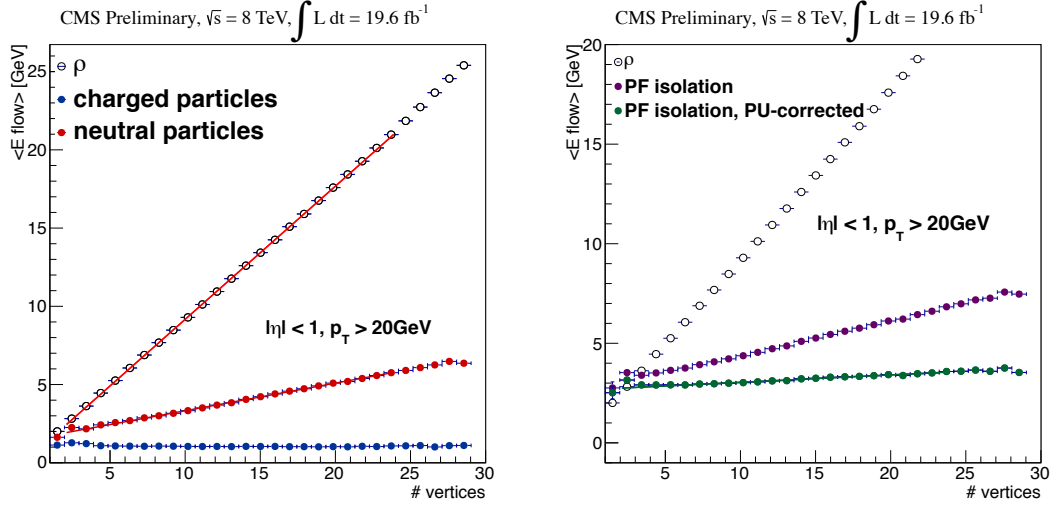 CMS Preliminary, √s = 8 TeV, ∫ L dt = 19.6 fb⁻¹
<E flow> [GeV]
ρ
charged particles
neutral particles
|η| < 1, p_T > 20GeV
25
20
15
10
5
0
5
10
15
20
25
30
# vertices
CMS Preliminary, √s = 8 TeV, ∫ L dt = 19.6 fb⁻¹
<E flow> [GeV]
ρ
PF isolation
PF isolation, PU-corrected
|η| < 1, p_T > 20GeV
20
15
10
5
0
5
10
15
20
25
30
# vertices